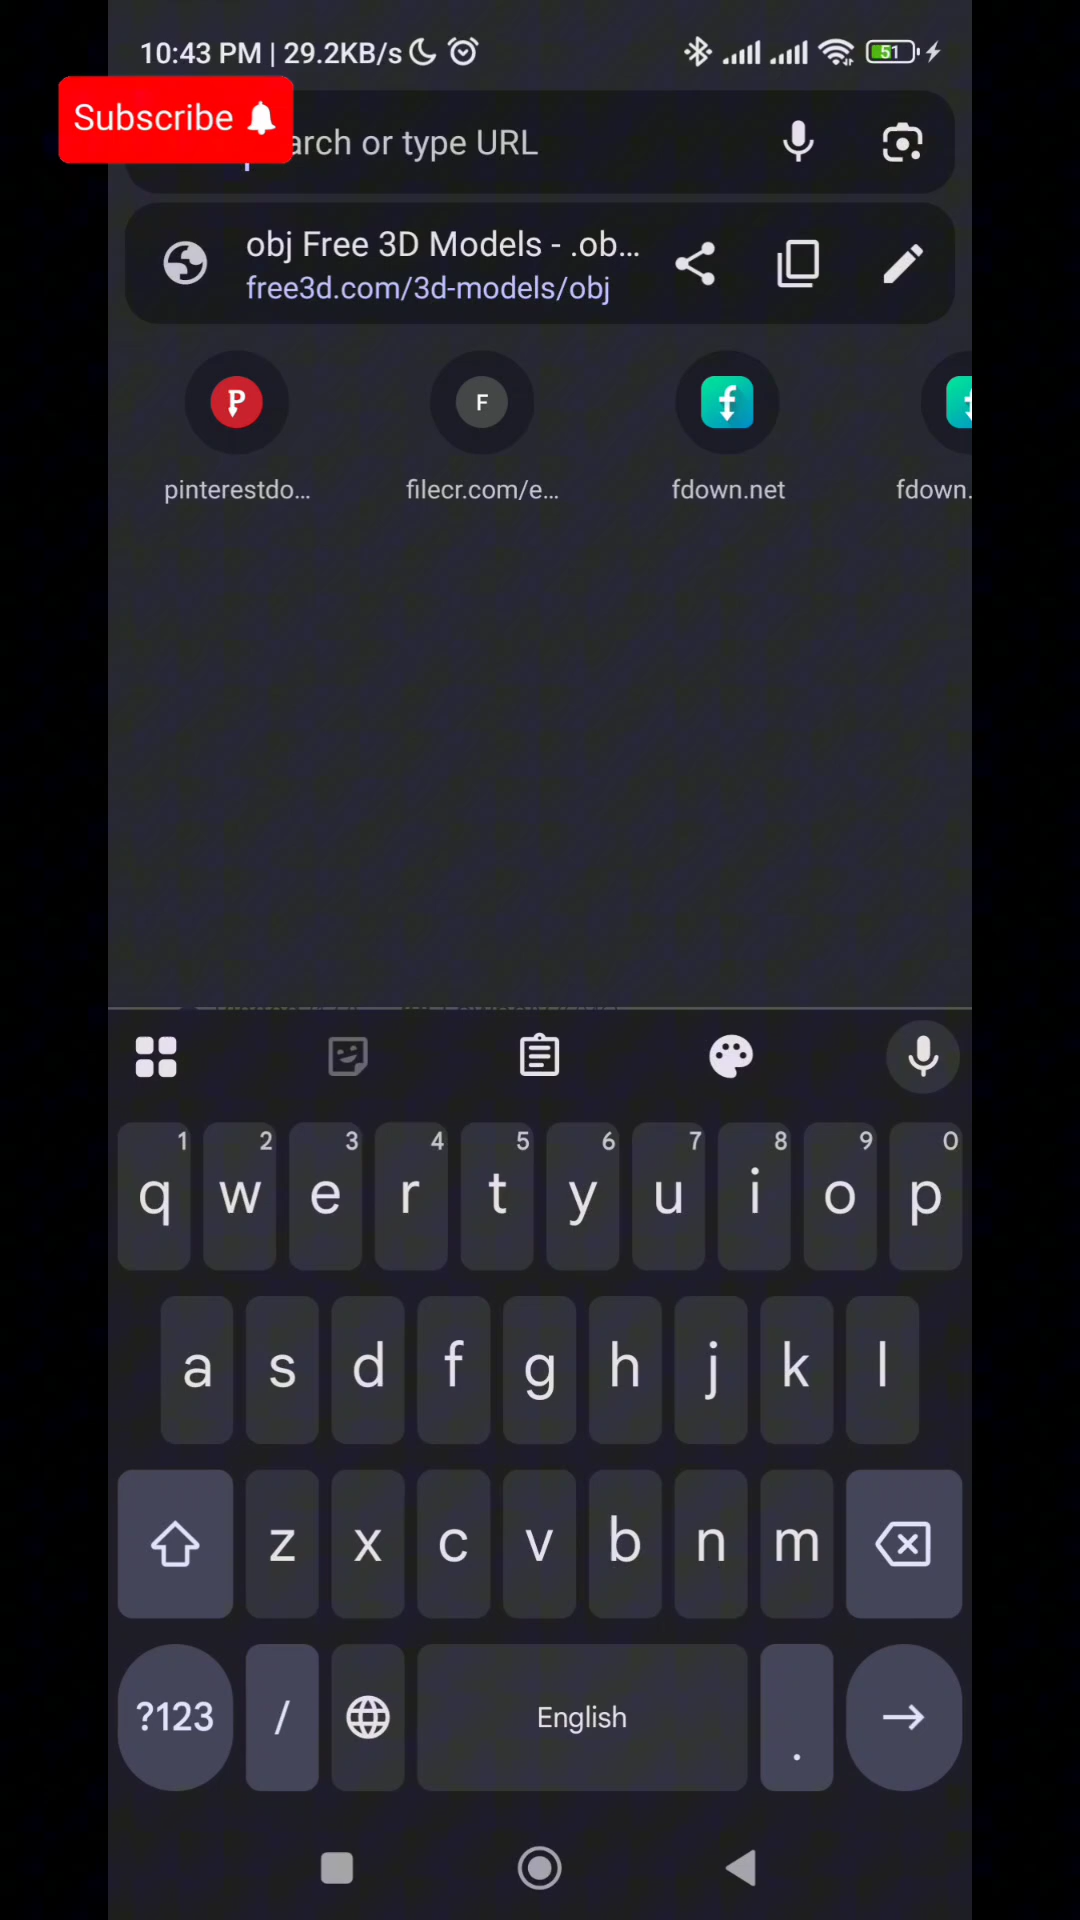 10:43 PM | 29.2KB/s
51
Subscribe
arch or type URL
obj Free 3D Models - .ob...
free3d.com/3d-models/obj
F
pinterestdo...
filecr.com/e...
fdown.net
fdown.
1 2 3 4 5 6 7 8 9 0
q w e r t y u i o p
a s d f g h j k l
z x c v b n m
?123 / English .